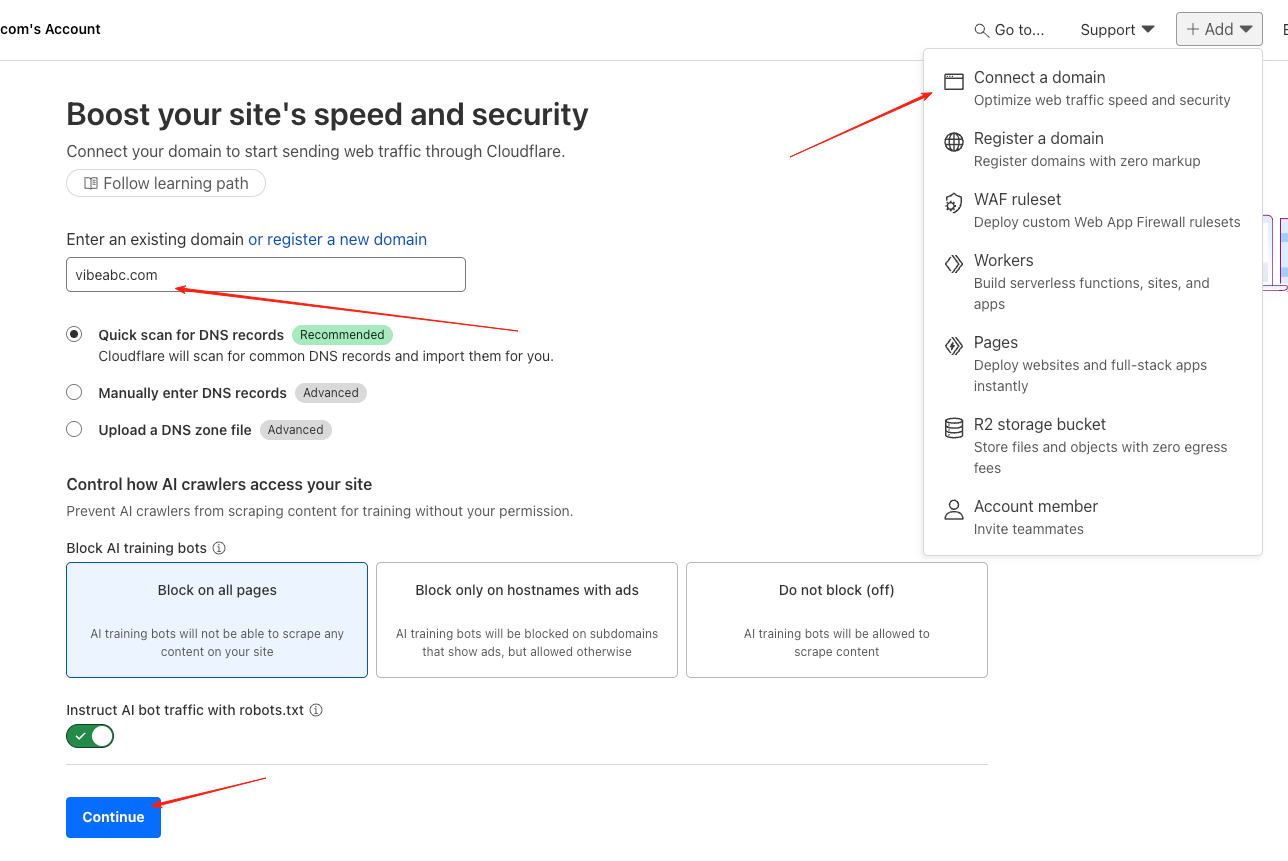 com's Account
Go to...
Support
Add
Boost your site's speed and security
Connect your domain to start sending web traffic through Cloudflare.
Follow learning path
Enter an existing domain or register a new domain
vibeabc.com
Quick scan for DNS records Recommended
Cloudflare will scan for common DNS records and import them for you.
Manually enter DNS records Advanced
Upload a DNS zone file Advanced
Control how AI crawlers access your site
Prevent AI crawlers from scraping content for training without your permission.
Block AI training bots
Block on all pages
AI training bots will not be able to scrape any
content on your site
Block only on hostnames with ads
AI training bots will be blocked on subdomains
that show ads, but allowed otherwise
Do not block (off)
AI training bots will be allowed to
scrape content
Instruct AI bot traffic with robots.txt
Continue
Connect a domain
Optimize web traffic speed and security
Register a domain
Register domains with zero markup
WAF ruleset
Deploy custom Web App Firewall rulesets
Workers
Build serverless functions, sites, and
apps
Pages
Deploy websites and full-stack apps
instantly
R2 storage bucket
Store files and objects with zero egress
fees
Account member
Invite teammates